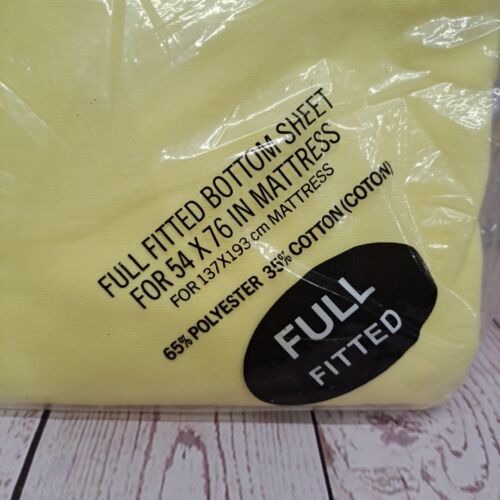 FULL FITTED BOTTOM SHEET
FOR 54 X 76 IN MATTRESS
FOR 137X193 cm MATTRESS
65% POLYESTER 35% COTTON (COTON)
FULL
FITTED